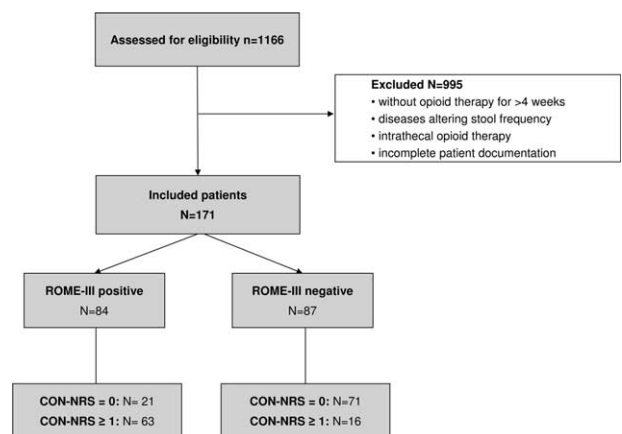 Assessed for eligibility n=1166
Excluded N=995
• without opioid therapy for >4 weeks
• diseases altering stool frequency
• intrathecal opioid therapy
• incomplete patient documentation
Included patients
N=171
ROME-III positive
N=84
ROME-III negative
N=87
CON-NRS = 0: N= 21
CON-NRS ≥ 1: N= 63
CON-NRS = 0: N=71
CON-NRS ≥ 1: N=16